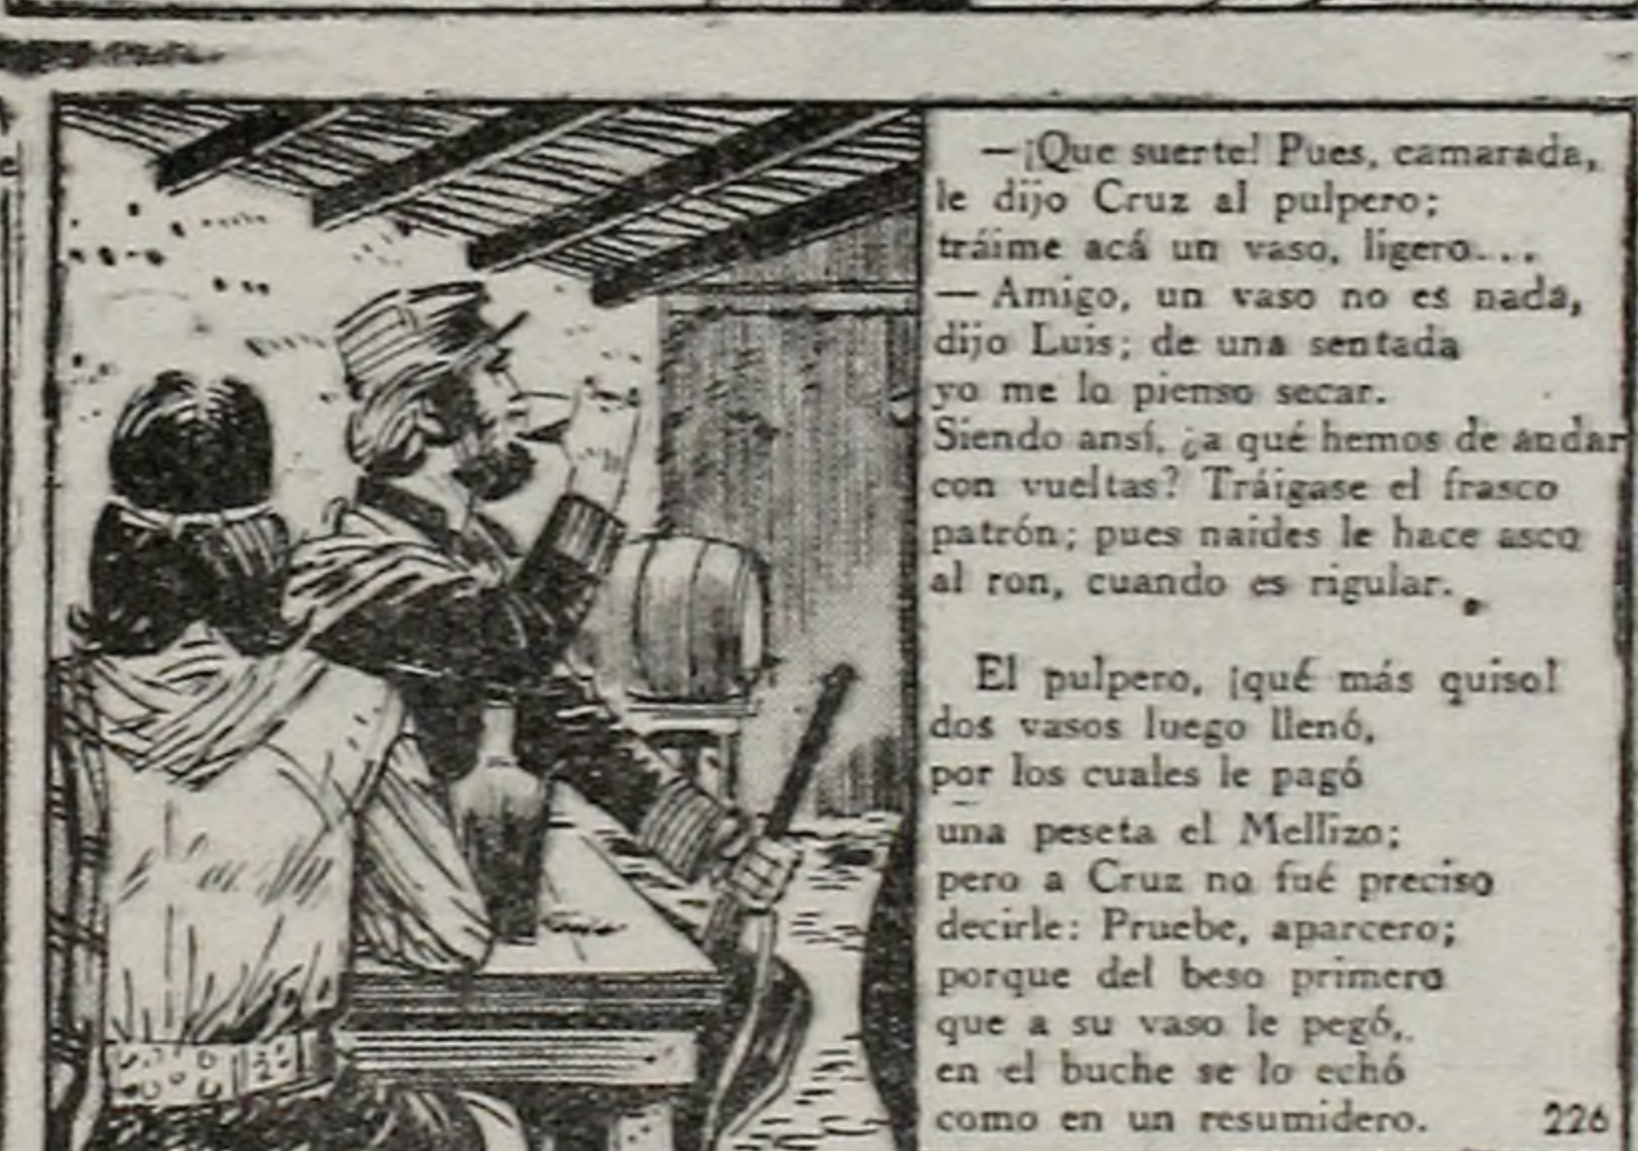 —¡Que suerte! Pues, camarada,
le dijo Cruz al pulpero;
tráime acá un vaso, ligero....
—Amigo, un vaso no es nada,
dijo Luis; de una sentada
yo me lo pienso secar.
Siendo ansí, ¿a qué hemos de andar
con vueltas? Tráigase el frasco
patrón; pues naides le hace asco
al ron, cuando es rigular.
El pulpero, ¡qué más quiso!
dos vasos luego llenó,
por los cuales le pagó
una peseta el Mellizo;
pero a Cruz no fué preciso
decirle: Pruebe, aparcero;
porque del beso primero
que a su vaso le pegó,
en el buche se lo echó
como en un resumidero.
226